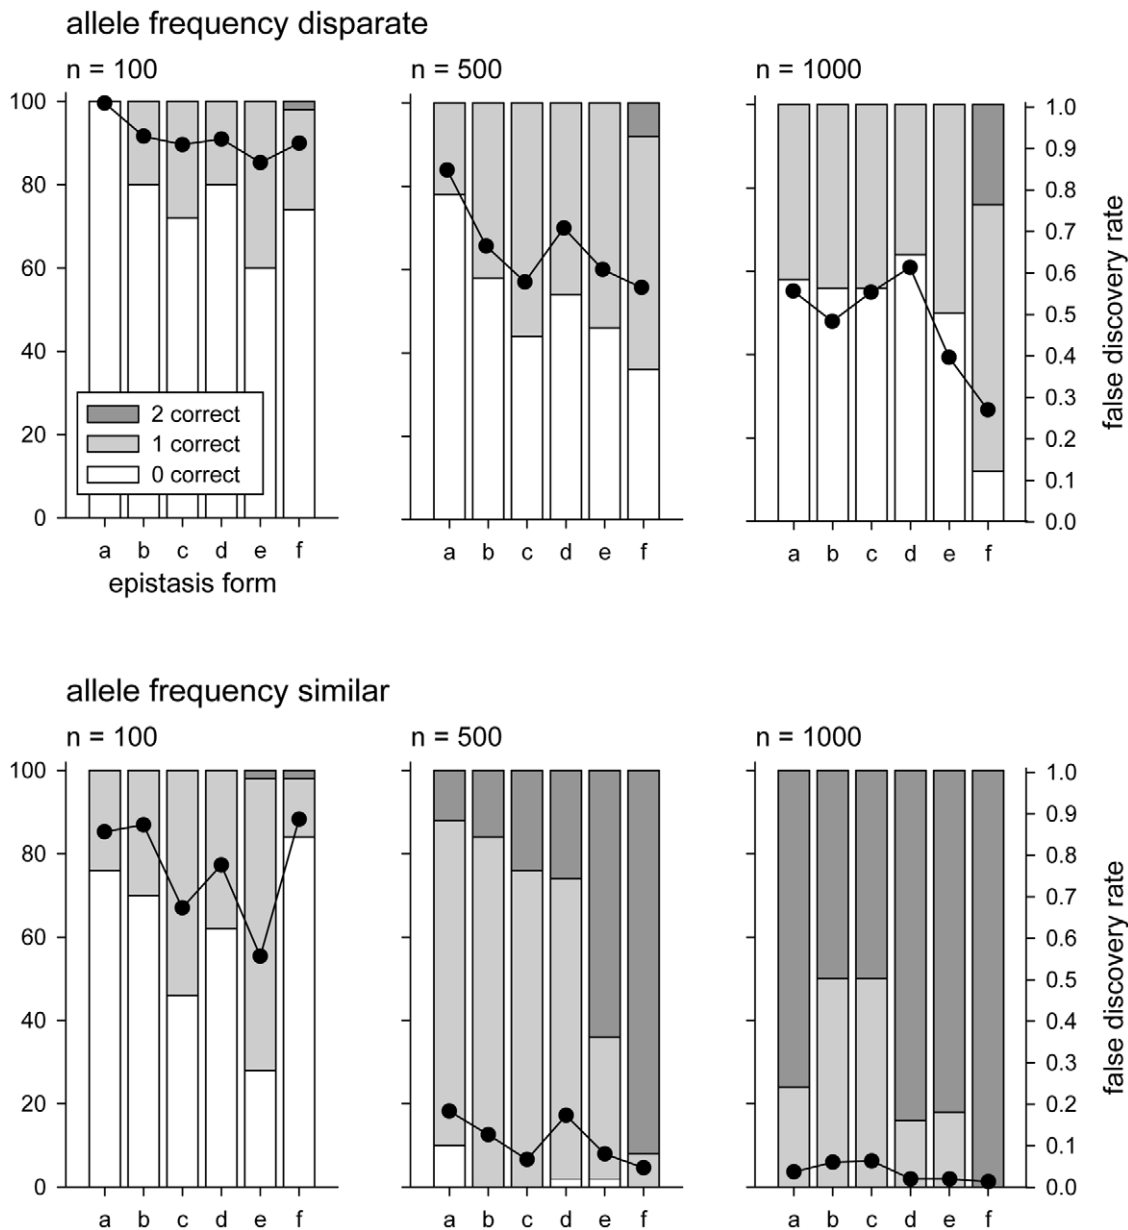 allele frequency disparate
n = 100
n = 500
n = 1000
100
80
60
40
20
0
2 correct
1 correct
0 correct
a b c d e f
epistasis form
a b c d e f
a b c d e f
1.0
0.9
0.8
0.7
0.6
0.5
0.4
0.3
0.2
0.1
0.0
false discovery rate
allele frequency similar
n = 100
n = 500
n = 1000
100
80
60
40
20
0
a b c d e f
a b c d e f
a b c d e f
1.0
0.9
0.8
0.7
0.6
0.5
0.4
0.3
0.2
0.1
0.0
false discovery rate